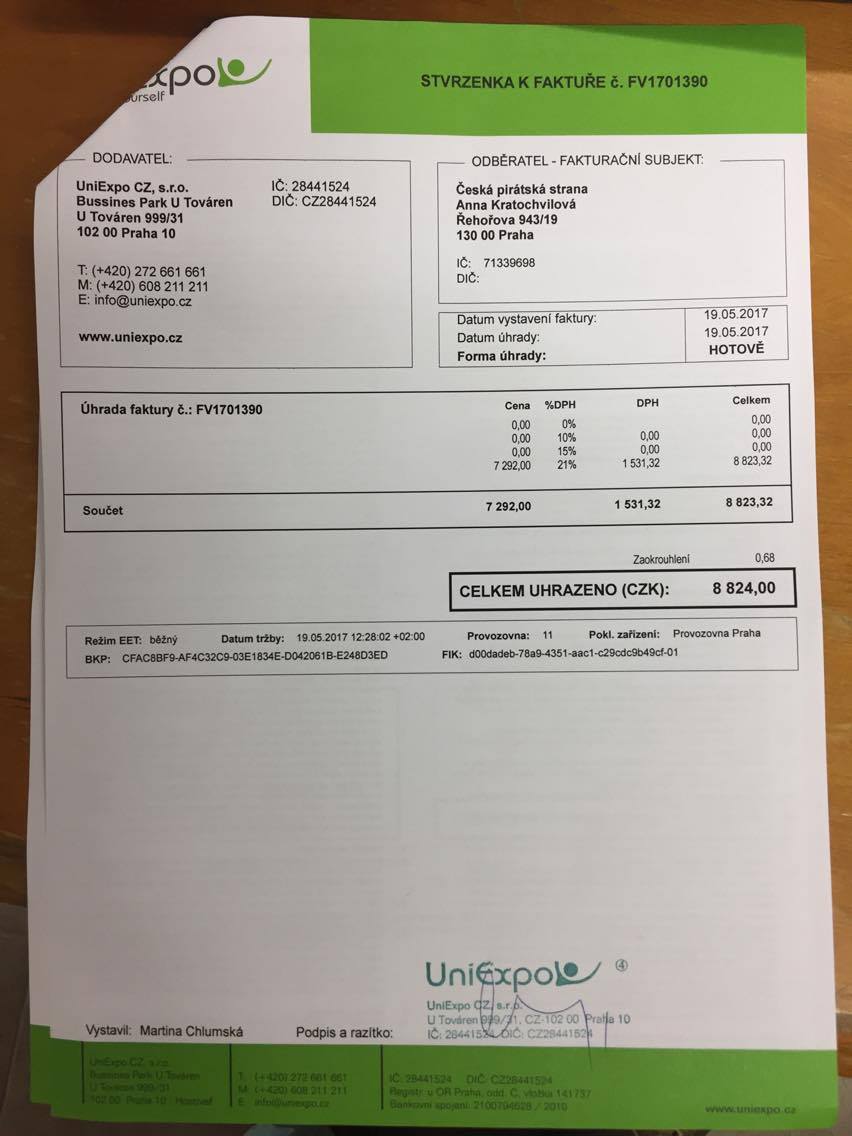 xpo
urself
STVRZENKA K FAKTUŘE č. FV1701390
DODAVATEL:
UniExpo CZ, s.r.o. IČ: 28441524
Bussines Park U Továren DIČ: CZ28441524
U Továren 999/31
102 00 Praha 10
T: (+420) 272 661 661
M: (+420) 608 211 211
E: info@uniexpo.cz
www.uniexpo.cz
ODBĚRATEL - FAKTURAČNÍ SUBJEKT:
Česká pirátská strana
Anna Kratochvilová
Řehořova 943/19
130 00 Praha
IČ: 71339698
DIČ:
Datum vystavení faktury: 19.05.2017
Datum úhrady: 19.05.2017
Forma úhrady: HOTOVĚ
Úhrada faktury č.: FV1701390 Cena %DPH DPH Celkem
0,00 0% 0,00
0,00 10% 0,00 0,00
0,00 15% 0,00 0,00
7 292,00 21% 1 531,32 8 823,32
Součet 7 292,00 1 531,32 8 823,32
Zaokrouhlení 0,68
CELKEM UHRAZENO (CZK): 8 824,00
Režim EET: běžný Datum tržby: 19.05.2017 12:28:02 +02:00 Provozovna: 11 Pokl. zařízení: Provozovna Praha
BKP: CFAC8BF9-AF4C32C9-03E1834E-D042061B-E248D3ED FIK: d00dadeb-78a9-4351-aac1-c29cdc9b49cf-01
UniExpo 4
UniExpo CZ, s.r.o.
U Továren 999/31, CZ-102 00 Praha 10
IČ: 28441524, DIČ: CZ28441524
Vystavil: Martina Chlumská Podpis a razítko:
UniExpo CZ, s.r.o.
Bussines Park U Továren
U Továren 999/31
102 00 Praha 10 - Hostivař
T: (+420) 272 661 661
M: (+420) 608 211 211
E: info@uniexpo.cz
IČ: 28441524 DIČ: CZ28441524
Registr. u OR Praha, odd. C, vložka 141737
Bankovní spojení: 2100794628 / 2010
www.uniexpo.cz